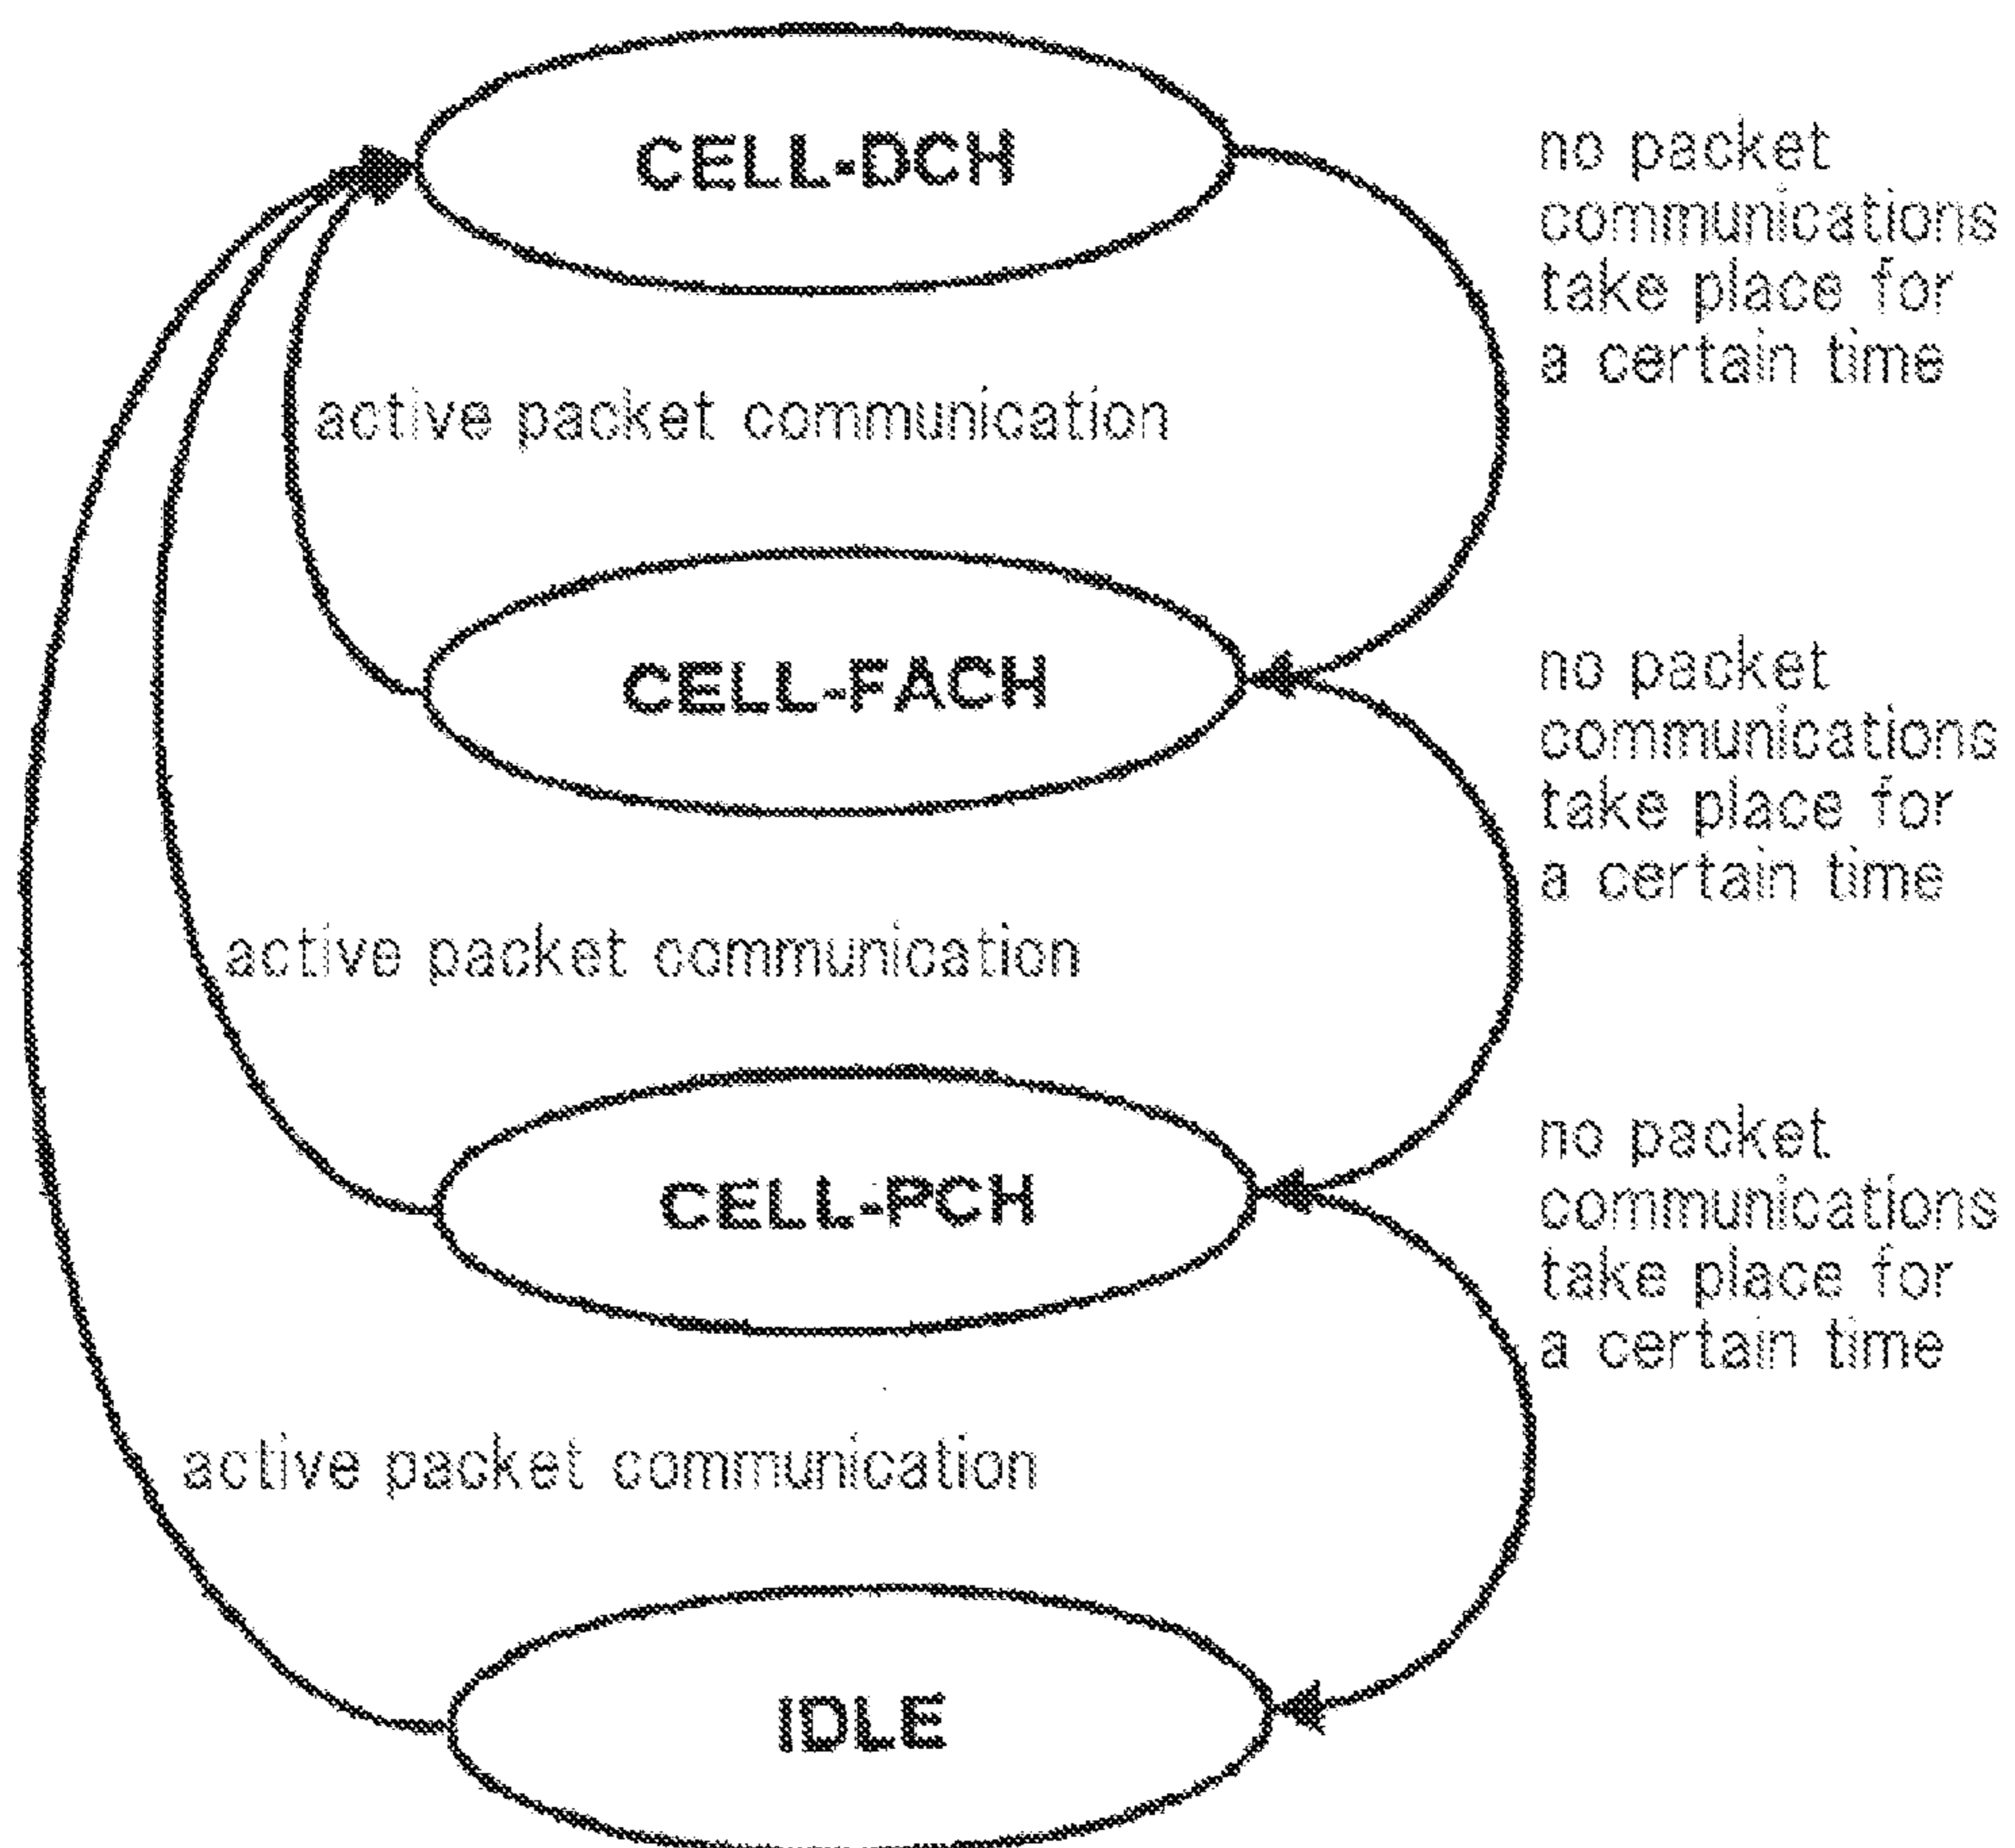 CELL-DCH
no packet
communications
take place for
a certain time
active packet communication
CELL-FACH
no packet
communications
take place for
a certain time
active packet communication
CELL-PCH
no packet
communications
take place for
a certain time
active packet communication
IDLE